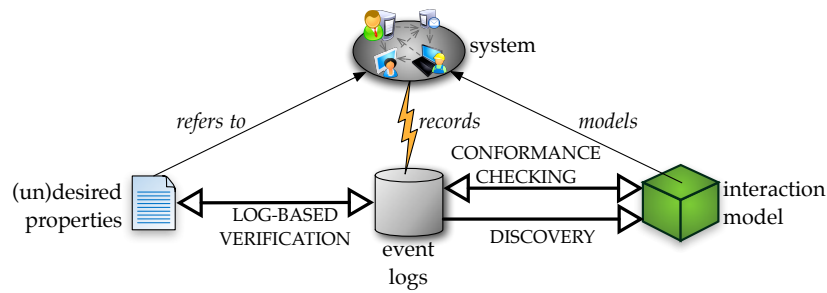 system
refers to
records
models
CONFORMANCE
CHECKING
(un)desired
properties
interaction
model
LOG-BASED
VERIFICATION
DISCOVERY
event
logs